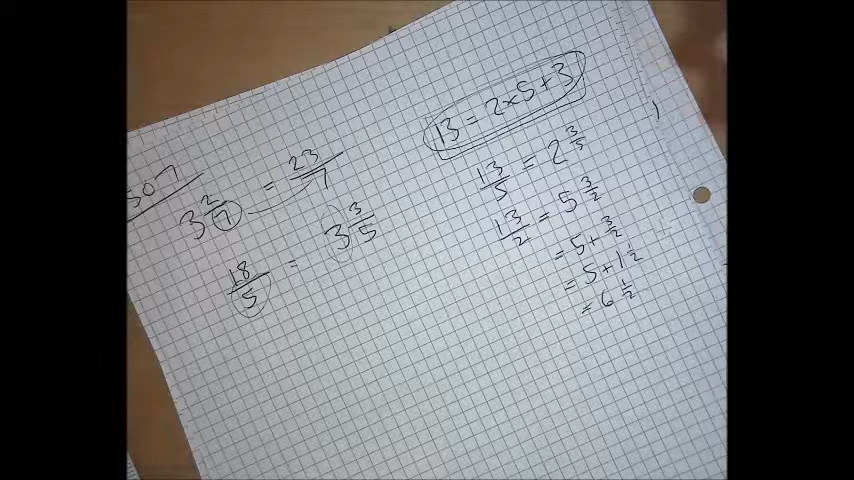 507
3 2/7 = 23/7
18/5 = 3 3/5
13 = 2×5+3
13/5 = 2 3/5
13/2 = 5 3/2
= 5 + 3/2
= 5 + 1 1/2
= 6 1/2